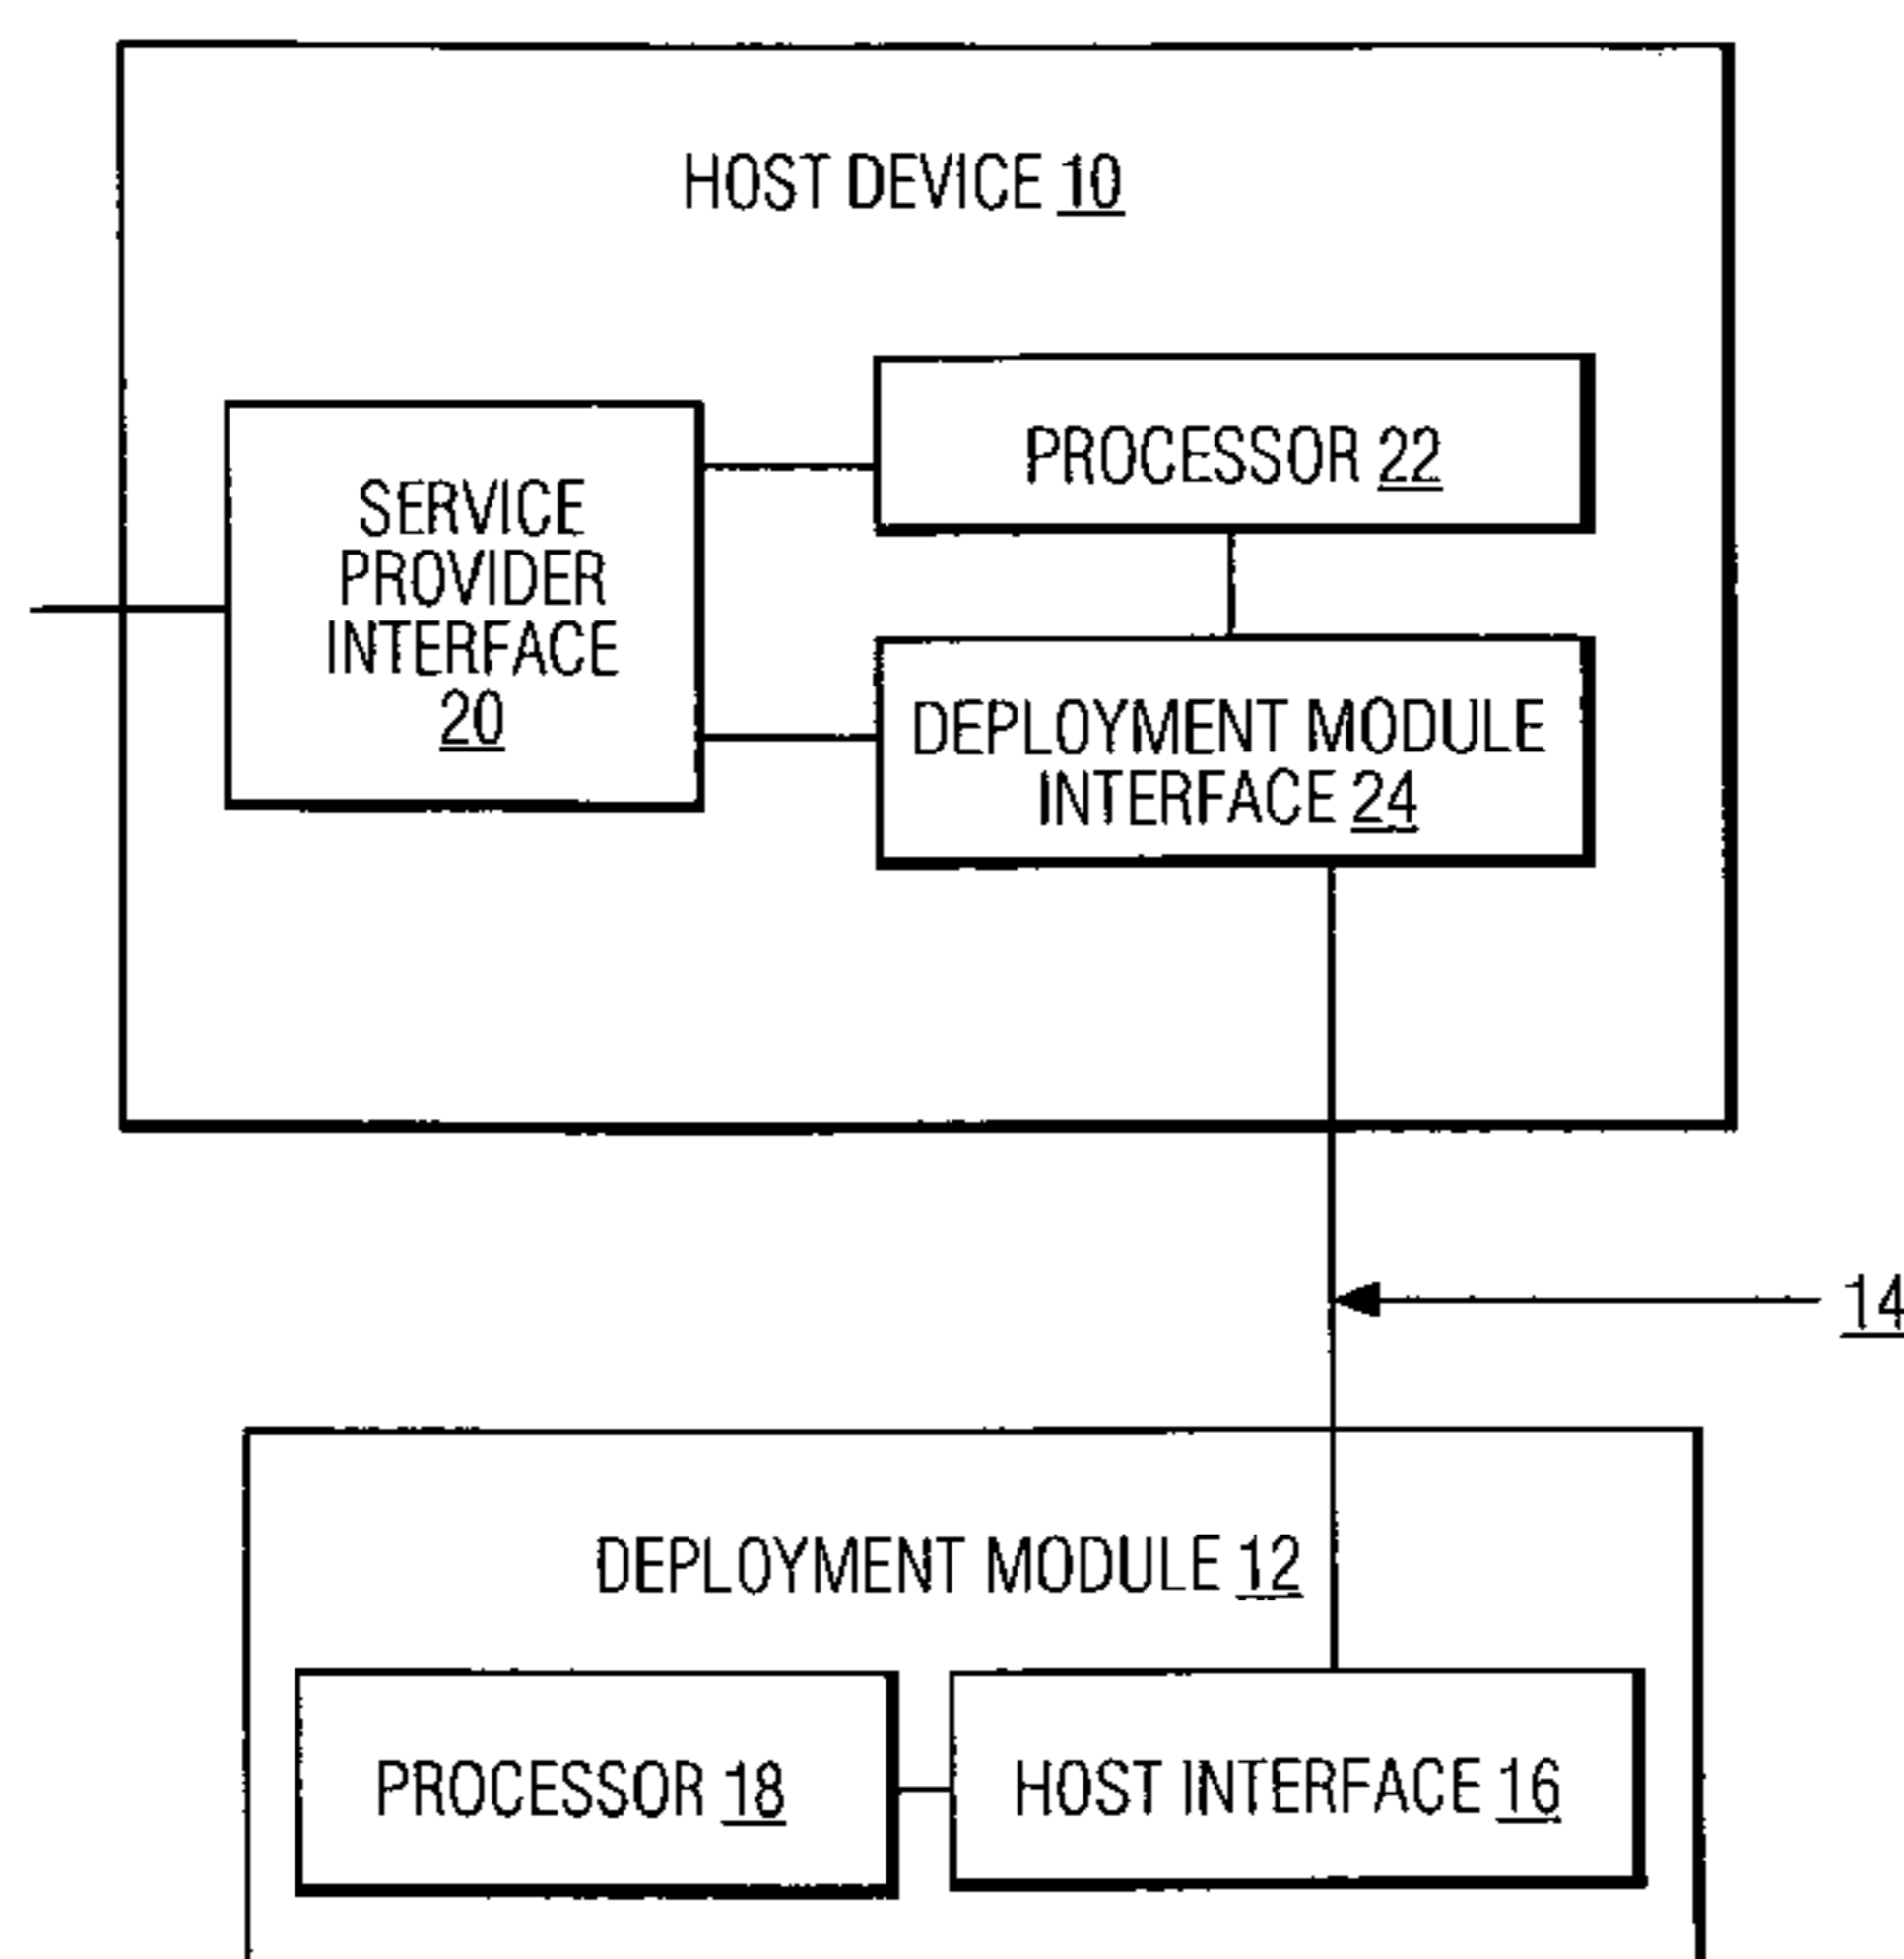 HOST DEVICE 10
PROCESSOR 22
SERVICE
PROVIDER
INTERFACE
20
DEPLOYMENT MODULE
INTERFACE 24
14
DEPLOYMENT MODULE 12
PROCESSOR 18
HOST INTERFACE 16